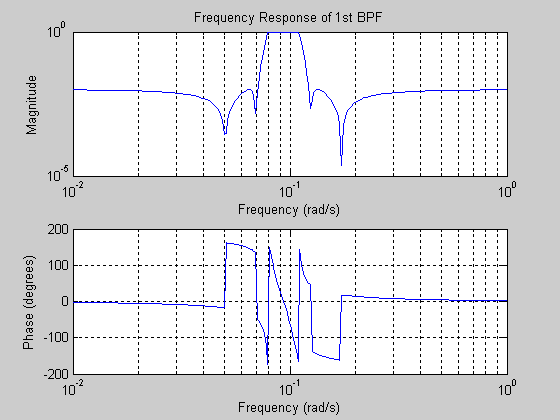 Frequency Response of 1st BPF
10^0
Magnitude
10^-5
10^-2 10^-1 10^0
Frequency (rad/s)
200
100
0
-100
-200
Phase (degrees)
10^-2 10^-1 10^0
Frequency (rad/s)